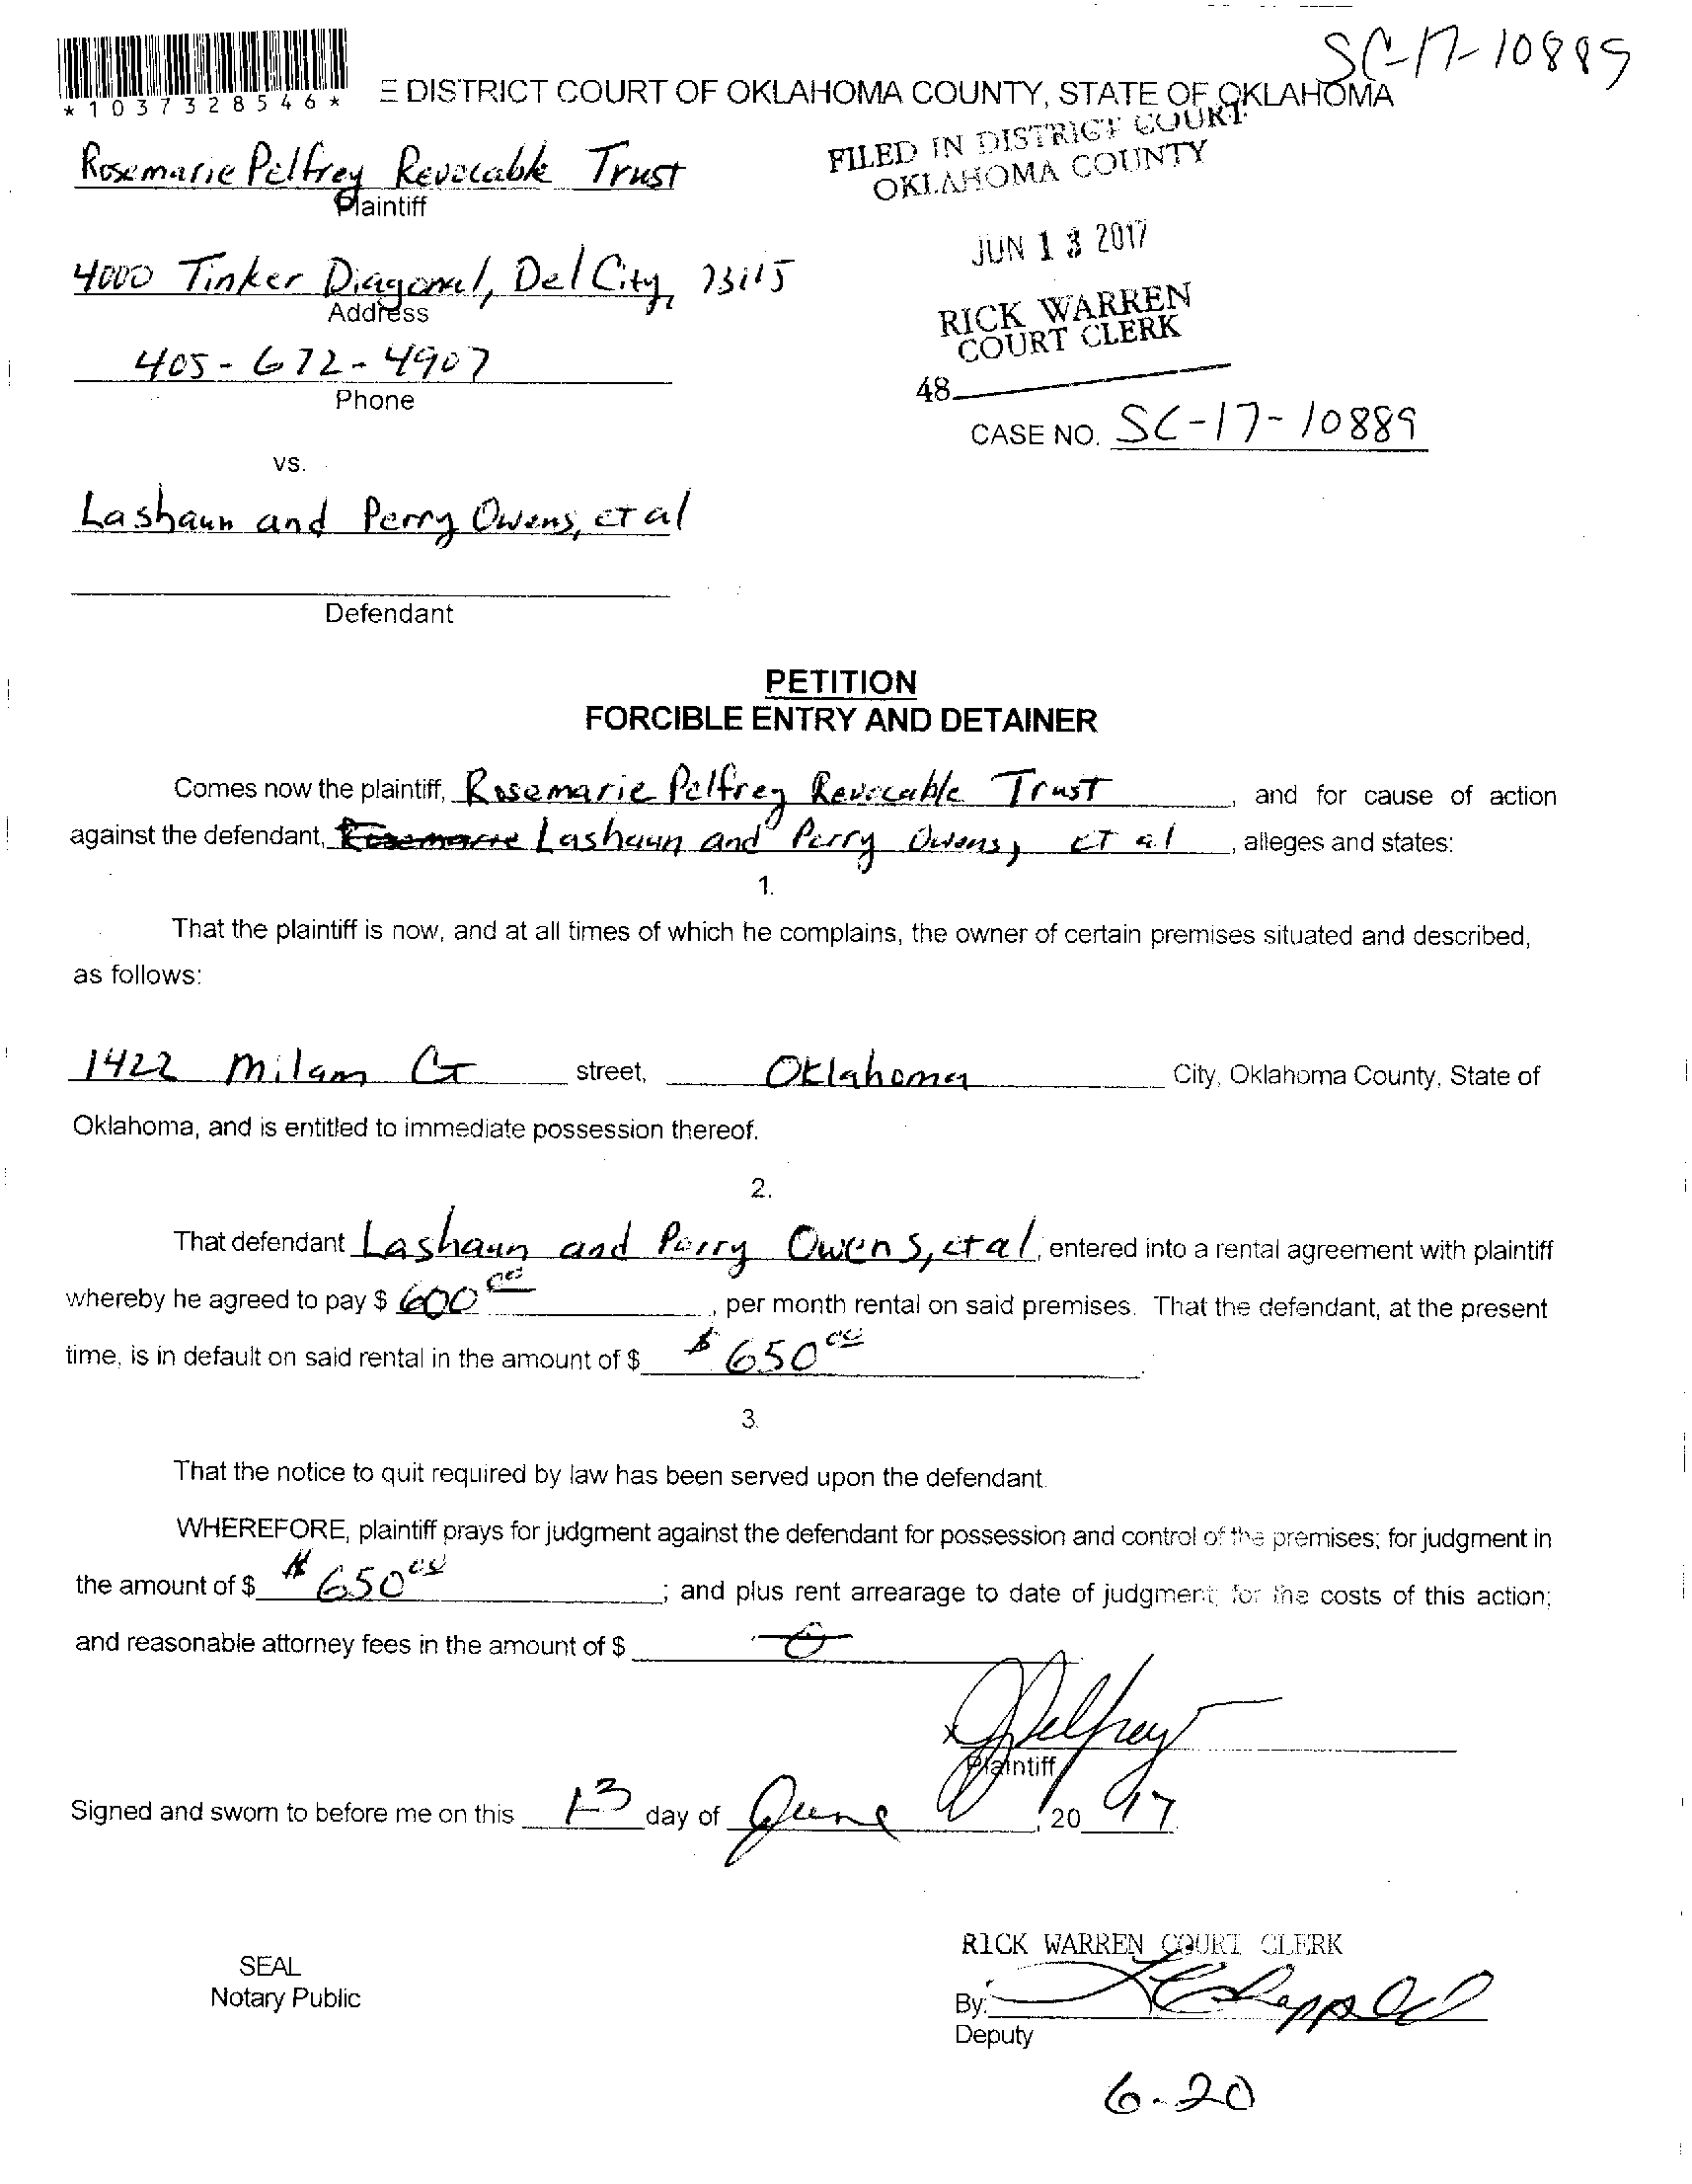 SC-17-10889
*1037328546*
E DISTRICT COURT OF OKLAHOMA COUNTY, STATE OF OKLAHOMA
FILED IN DISTRICT COURT
OKLAHOMA COUNTY
Rosemarie Pelfrey Revocable Trust
Plaintiff
JUN 13 2017
4000 Tinker Diagonal, Del City, 73115
Address
RICK WARREN
COURT CLERK
405-672-4907
Phone
48
CASE NO. SC-17-10889
vs.
Lashaun and Perry Owens, et al
Defendant
PETITION
FORCIBLE ENTRY AND DETAINER
Comes now the plaintiff, Rosemarie Pelfrey Revocable Trust, and for cause of action
against the defendant, Rosemarie Lashaun and Perry Owens, et al, alleges and states:
1.
That the plaintiff is now, and at all times of which he complains, the owner of certain premises situated and described,
as follows:
1422 Milam Ct street, Oklahoma City, Oklahoma County, State of
Oklahoma, and is entitled to immediate possession thereof.
2.
That defendant Lashaun and Perry Owens, et al, entered into a rental agreement with plaintiff
whereby he agreed to pay $ 600 00, per month rental on said premises. That the defendant, at the present
time, is in default on said rental in the amount of $ $650 00.
3.
That the notice to quit required by law has been served upon the defendant.
WHEREFORE, plaintiff prays for judgment against the defendant for possession and control of the premises; for judgment in
the amount of $ $650 00; and plus rent arrearage to date of judgment; for the costs of this action;
and reasonable attorney fees in the amount of $ 0
x Pelfrey
Plaintiff
Signed and sworn to before me on this 13 day of June, 20 17.
RICK WARREN COURT CLERK
SEAL
Notary Public
By:
Deputy
6-20